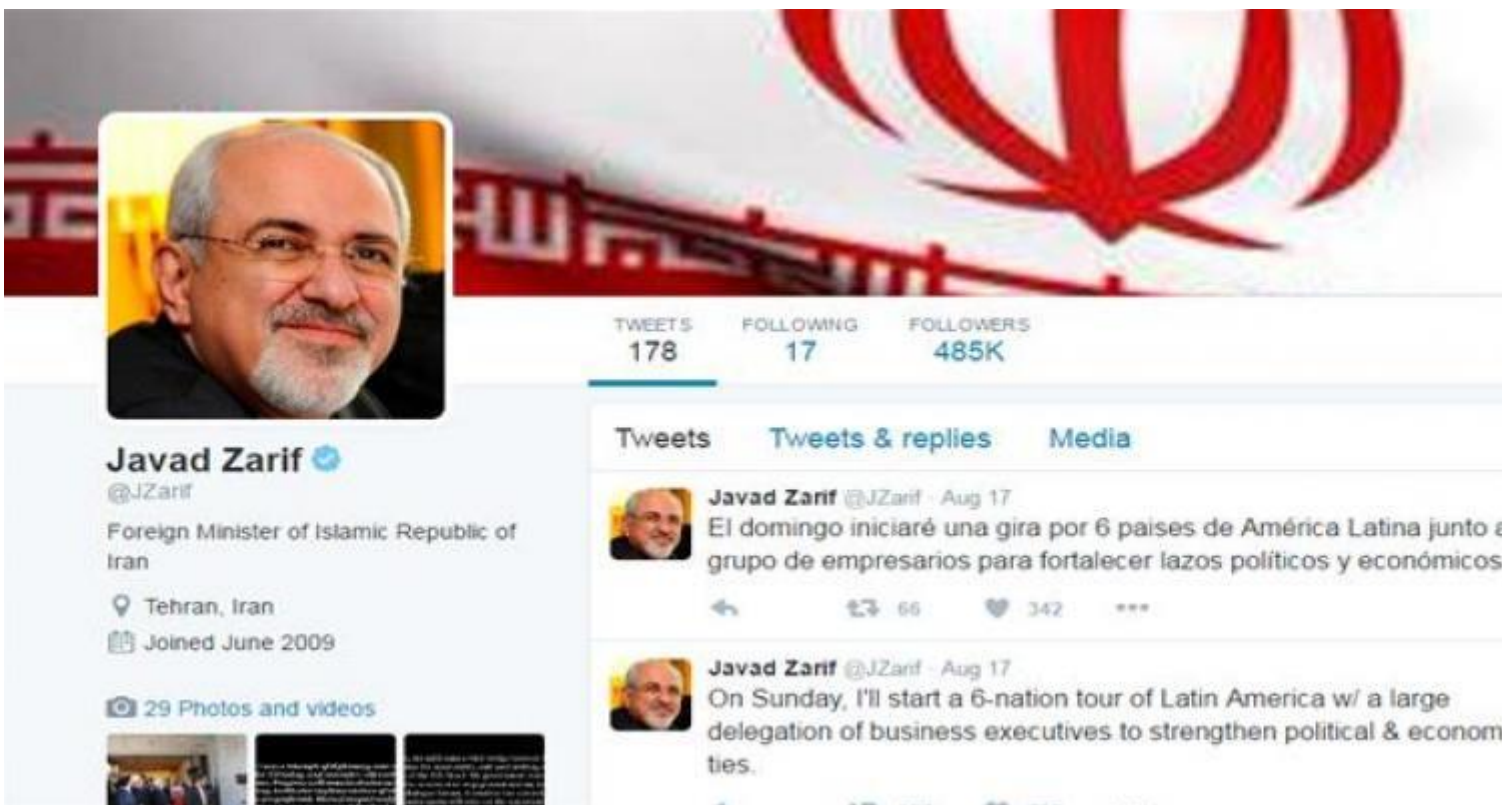 TWEETS FOLLOWING FOLLOWERS
178 17 485K
Tweets Tweets & replies Media
Javad Zarif
@JZarif
Foreign Minister of Islamic Republic of
Iran
Tehran, Iran
Joined June 2009
29 Photos and videos
Javad Zarif @JZarif · Aug 17
El domingo iniciaré una gira por 6 paises de América Latina junto a
grupo de empresarios para fortalecer lazos políticos y económicos
66 342
Javad Zarif @JZarif · Aug 17
On Sunday, I'll start a 6-nation tour of Latin America w/ a large
delegation of business executives to strengthen political & econom
ties.